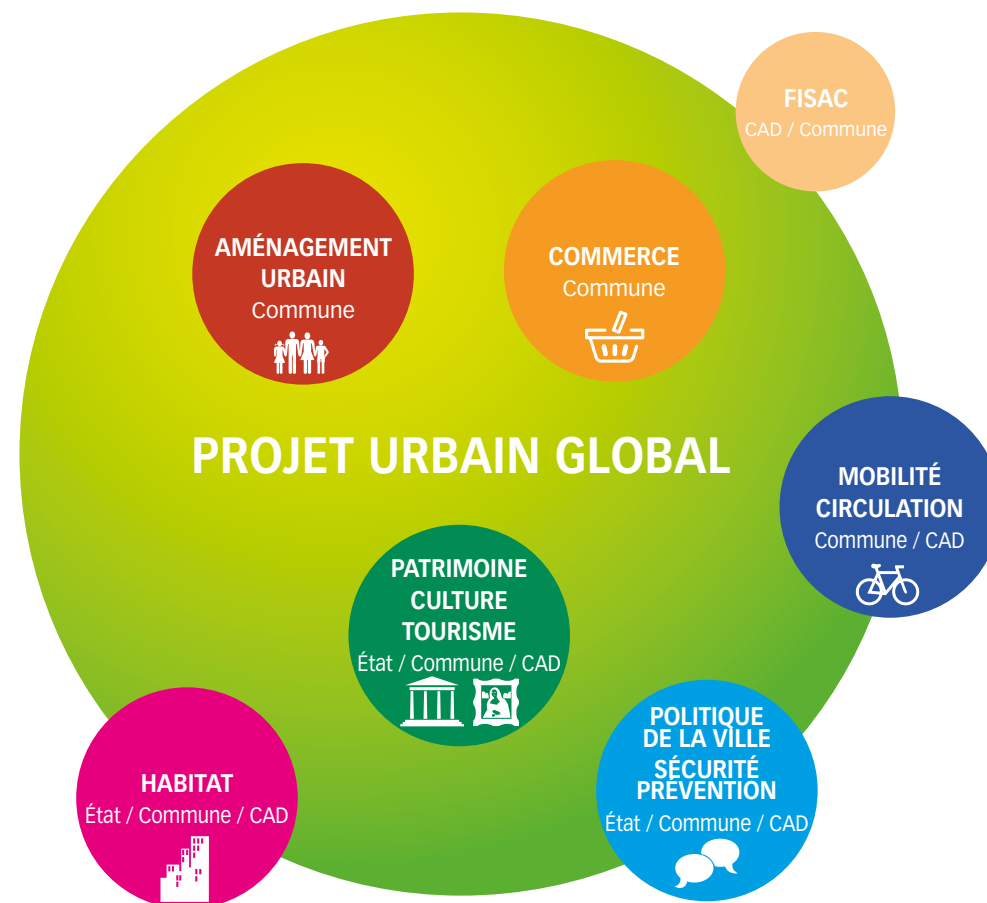 FISAC
CAD / Commune
AMÉNAGEMENT
URBAIN
Commune
COMMERCE
Commune
PROJET URBAIN GLOBAL
MOBILITÉ
CIRCULATION
Commune / CAD
PATRIMOINE
CULTURE
TOURISME
État / Commune / CAD
HABITAT
État / Commune / CAD
POLITIQUE
DE LA VILLE
SÉCURITÉ
PRÉVENTION
État / Commune / CAD